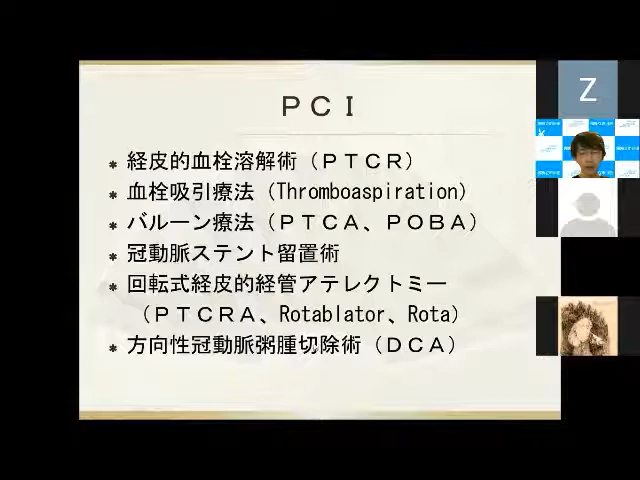 ＰＣＩ
* 経皮的血栓溶解術（ＰＴＣＲ）
* 血栓吸引療法（Thromboaspiration）
* バルーン療法（ＰＴＣＡ、ＰＯＢＡ）
* 冠動脈ステント留置術
* 回転式経皮的経管アテレクトミー
（ＰＴＣＲＡ、Rotablator、Rota）
* 方向性冠動脈粥腫切除術（ＤＣＡ）
Z